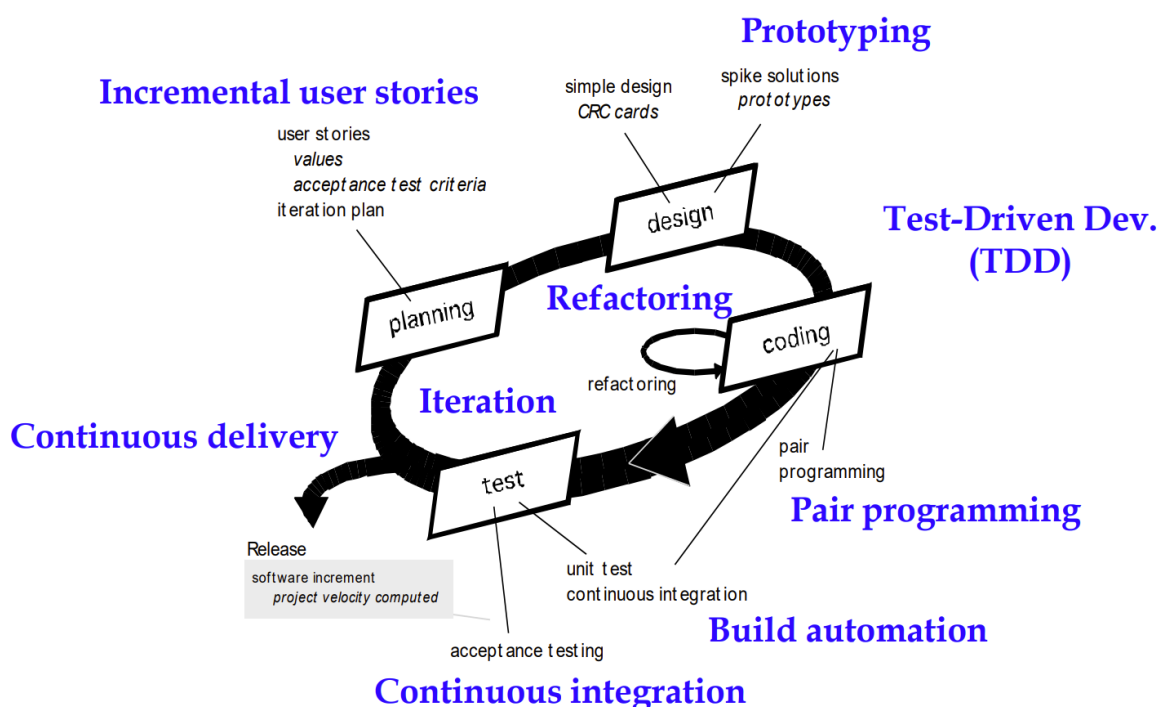 Prototyping
Incremental user stories
simple design
CRC cards
spike solutions
prototypes
user stories
values
acceptance test criteria
iteration plan
design
Test-Driven Dev.
(TDD)
planning
Refactoring
coding
refactoring
Iteration
Continuous delivery
test
pair
programming
Pair programming
Release
software increment
project velocity computed
unit test
continuous integration
Build automation
acceptance testing
Continuous integration